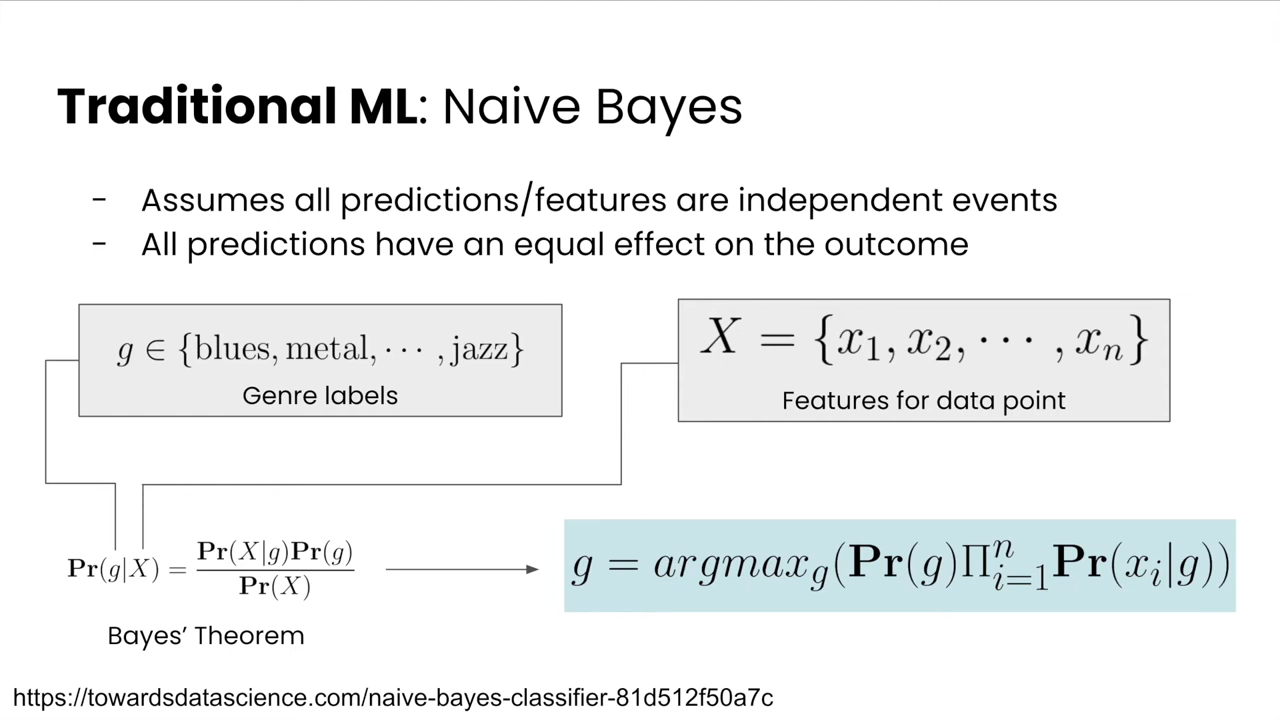 Traditional ML: Naive Bayes
- Assumes all predictions/features are independent events
- All predictions have an equal effect on the outcome
g ∈ {blues, metal, ··· , jazz}
Genre labels
X = {x₁, x₂, ··· , xₙ}
Features for data point
Pr(g|X) = Pr(X|g)Pr(g) / Pr(X)
Bayes’ Theorem
g = argmax_g(Pr(g)Π_{i=1}^{n}Pr(x_i|g))
https://towardsdatascience.com/naive-bayes-classifier-81d512f50a7c